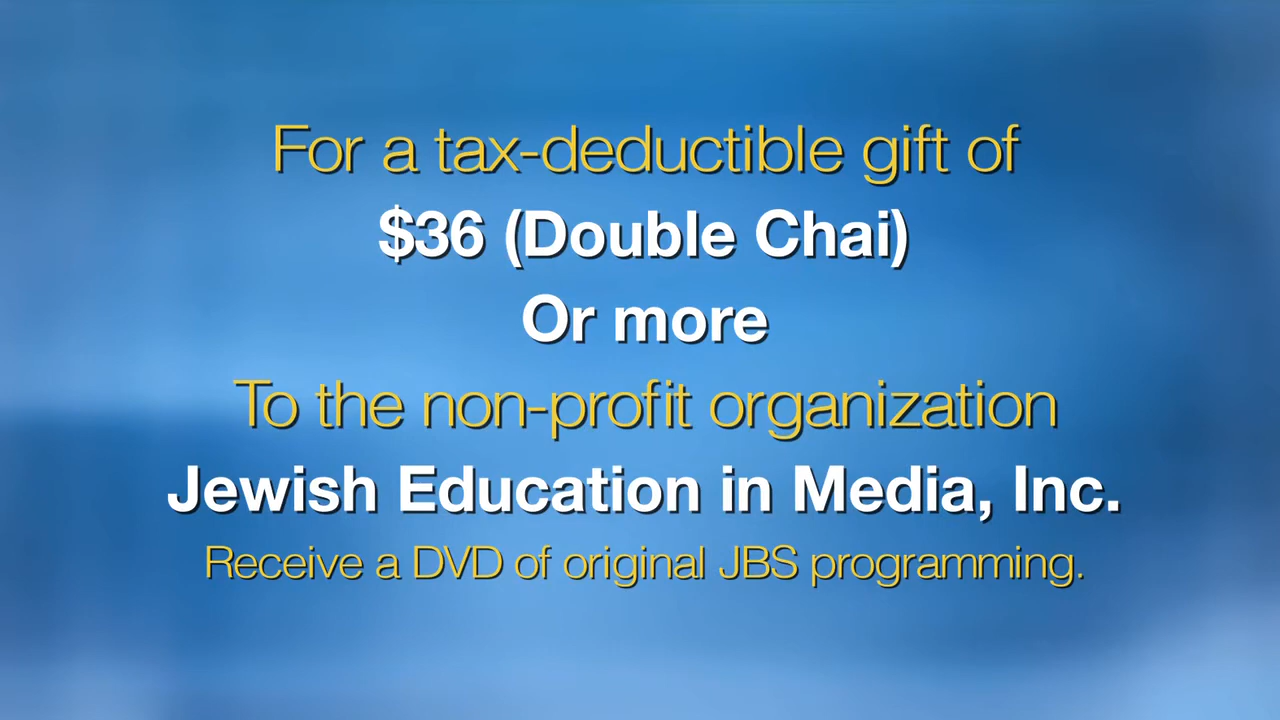 For a tax-deductible gift of
$36 (Double Chai)
Or more
To the non-profit organization
Jewish Education in Media, Inc.
Receive a DVD of original JBS programming.